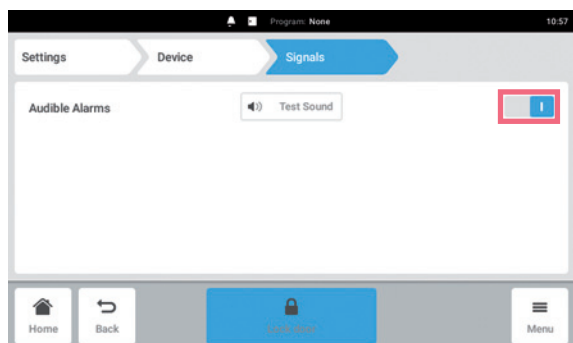 Program: None
10:57
Settings
Device
Signals
Audible Alarms
Test Sound
I
Home
Back
Menu